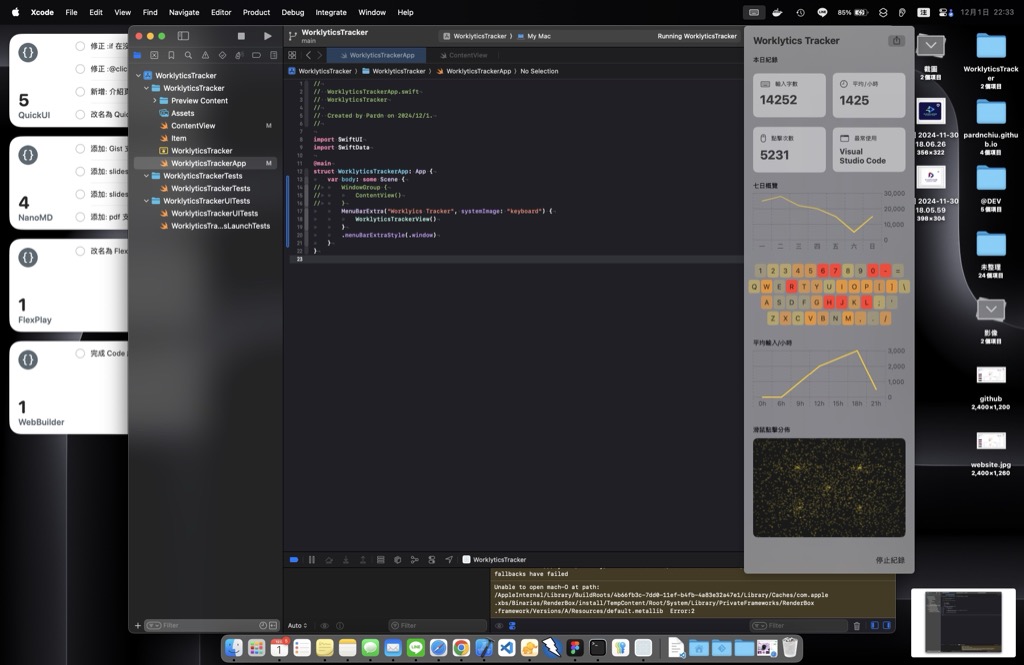 Xcode File Edit View Find Navigate Editor Product Debug Integrate Window Help
85% 注 12月1日 22:33
修正 :if 在
修正 :@clic
新增: 介紹
改名為 Quic
5
QuickUI
添加: Gist
添加: slides
添加: slides
添加: pdf 支
4
NanoMD
改名為 Flex
1
FlexPlay
完成 Code
1
WebBuilder
WorklyticsTracker
WorklyticsTracker
Preview Content
Assets
ContentView M
Item
WorklyticsTracker
WorklyticsTrackerApp M
WorklyticsTrackerTests
WorklyticsTrackerTests
WorklyticsTrackerUITests
WorklyticsTrackerUITests
WorklyticsTra...sLaunchTests
Filter
WorklyticsTracker
main
WorklyticsTracker 〉 My Mac
Running WorklyticsTracker
WorklyticsTrackerApp
ContentView
WorklyticsTracker 〉 WorklyticsTracker 〉 WorklyticsTrackerApp 〉 No Selection
1 //
2 // WorklyticsTrackerApp.swift
3 // WorklyticsTracker
4 //
5 // Created by Pardn on 2024/12/1.
6 //
7
8 import SwiftUI
9 import SwiftData
10
11 @main
12 struct WorklyticsTrackerApp: App {
13 var body: some Scene {
14 // WindowGroup {
15 // ContentView()
16 // }
17 MenuBarExtra("Worklyics Tracker", systemImage: "keyboard") {
18 WorklyticsTrackerView()
19 }
20 .menuBarExtraStyle(.window)
21 }
22 }
23
WorklyticsTracker
fallbacks have failed
Unable to open mach-O at path:
/AppleInternal/Library/BuildRoots/4b66fb3c-7dd0-11ef-b4fb-4a83e32a47e1/Library/Caches/com.apple
.xbs/Binaries/RenderBox/install/TempContent/Root/System/Library/PrivateFrameworks/RenderBox
.framework/Versions/A/Resources/default.metallib Error:2
Auto
Filter
Filter
Worklytics Tracker
本日紀錄
輸入字數
14252
平均/小時
1425
點擊次數
5231
最常使用
Visual
Studio Code
七日概覽
30,000
20,000
10,000
0
一 二 三 四 五 六 日
1 2 3 4 5 6 7 8 9 0 - =
Q W E R T Y U I O P [ ] \
A S D F G H J K L ; '
Z X C V B N M , . /
平均輸入/小時
3,000
2,000
1,000
0
0h 6h 9h 12h 15h 18h 21h
滑鼠點擊分佈
停止紀錄
截圖
2 個項目
WorklyticsTrack
er
2個項目
2024-11-30
18.06.26
356×322
pardnchiu.githu
b.io
2024-11-30
18.05.59
398×304
@DEV
5個項目
未整理
24 個項目
影像
2 個項目
github
2,400×1,200
website.jpg
2,400×1,260